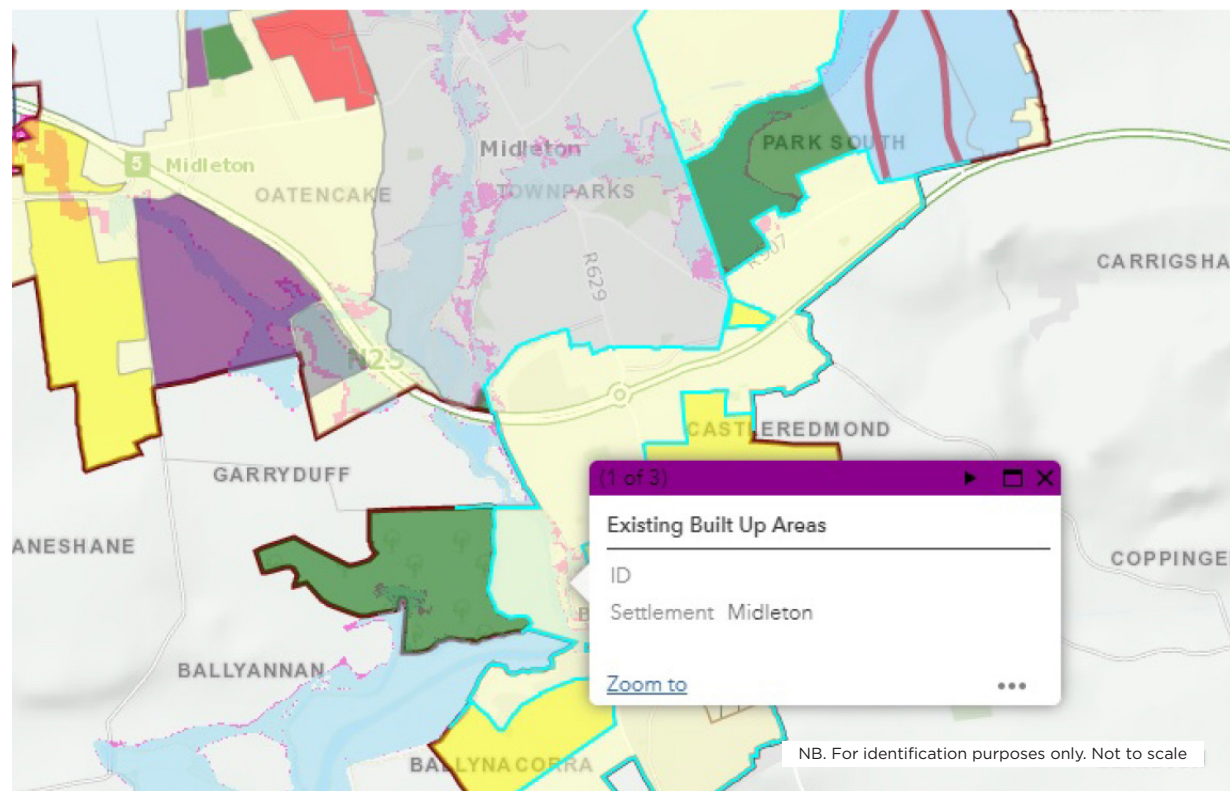 Midleton
PARK SOUTH
5 Midleton
OATENCAKE
TOWNPARKS
R629
R907
CARRIGSHA
N25
CASTLEREDMOND
GARRYDUFF
(1 of 3)
Existing Built Up Areas
ANESHANE
COPPINGE
ID
B
Settlement Midleton
BALLYANNAN
Zoom to
•••
BALLYNACORRA
NB. For identification purposes only. Not to scale